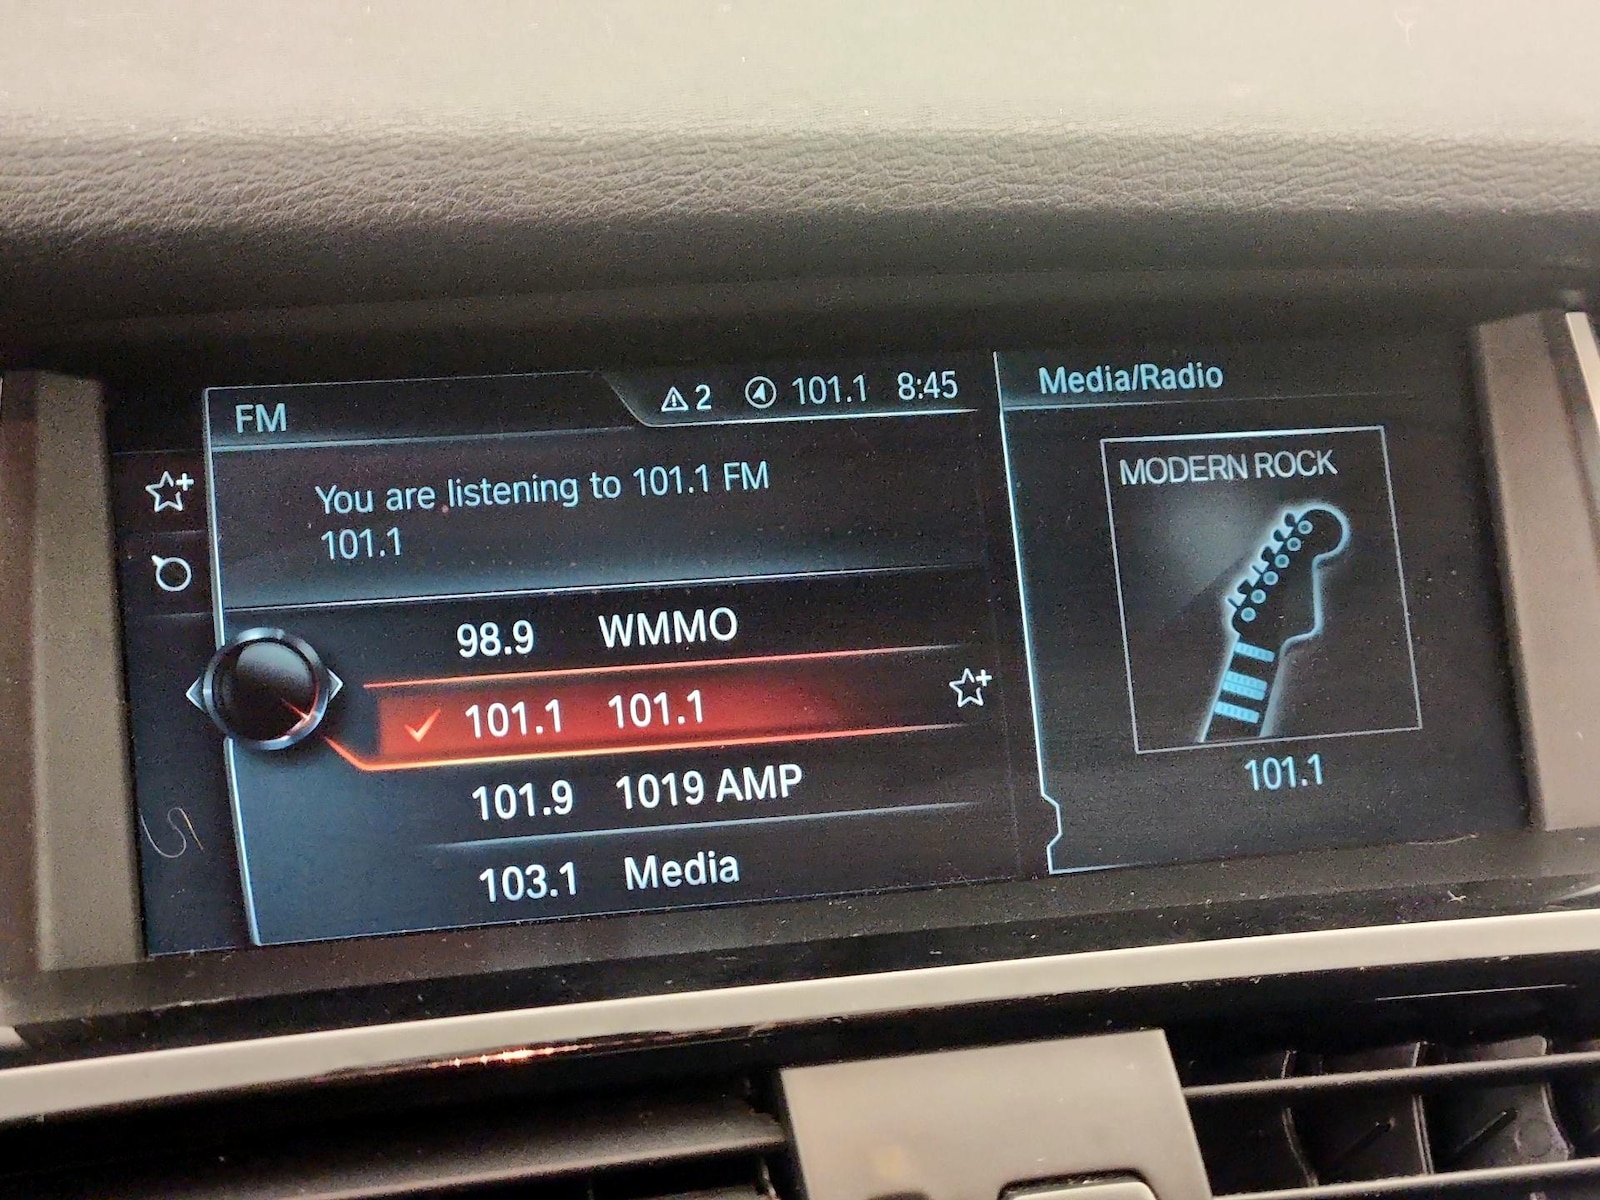 FM
2 101.1 8:45
Media/Radio
You are listening to 101.1 FM
101.1
98.9 WMMO
101.1 101.1
101.9 1019 AMP
103.1 Media
MODERN ROCK
101.1